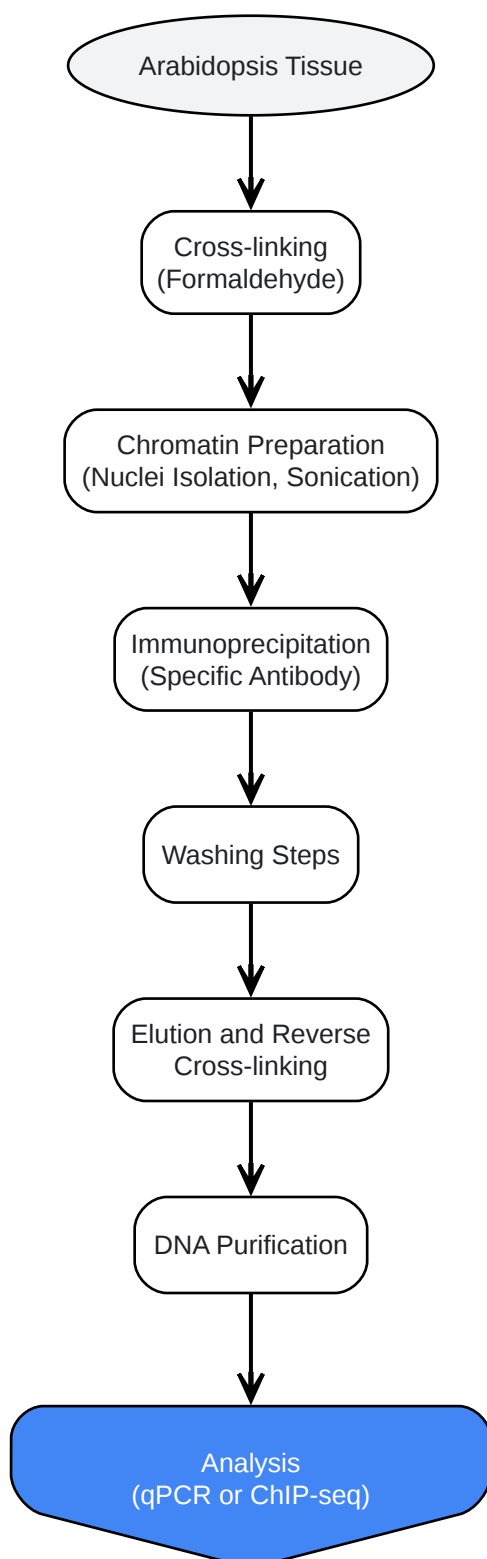 Arabidopsis Tissue
Cross-linking
(Formaldehyde)
Chromatin Preparation
(Nuclei Isolation, Sonication)
Immunoprecipitation
(Specific Antibody)
Washing Steps
Elution and Reverse
Cross-linking
DNA Purification
Analysis
(qPCR or ChIP-seq)